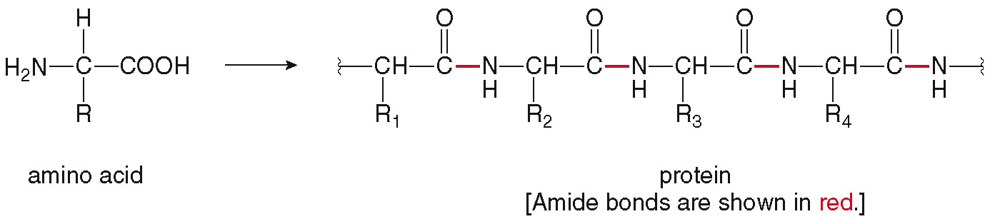 H O O O O
H₂N C COOH CH C N CH C N CH C N CH C N
H H H H
R R₁ R₂ R₃ R₄
amino acid protein
[Amide bonds are shown in red.]